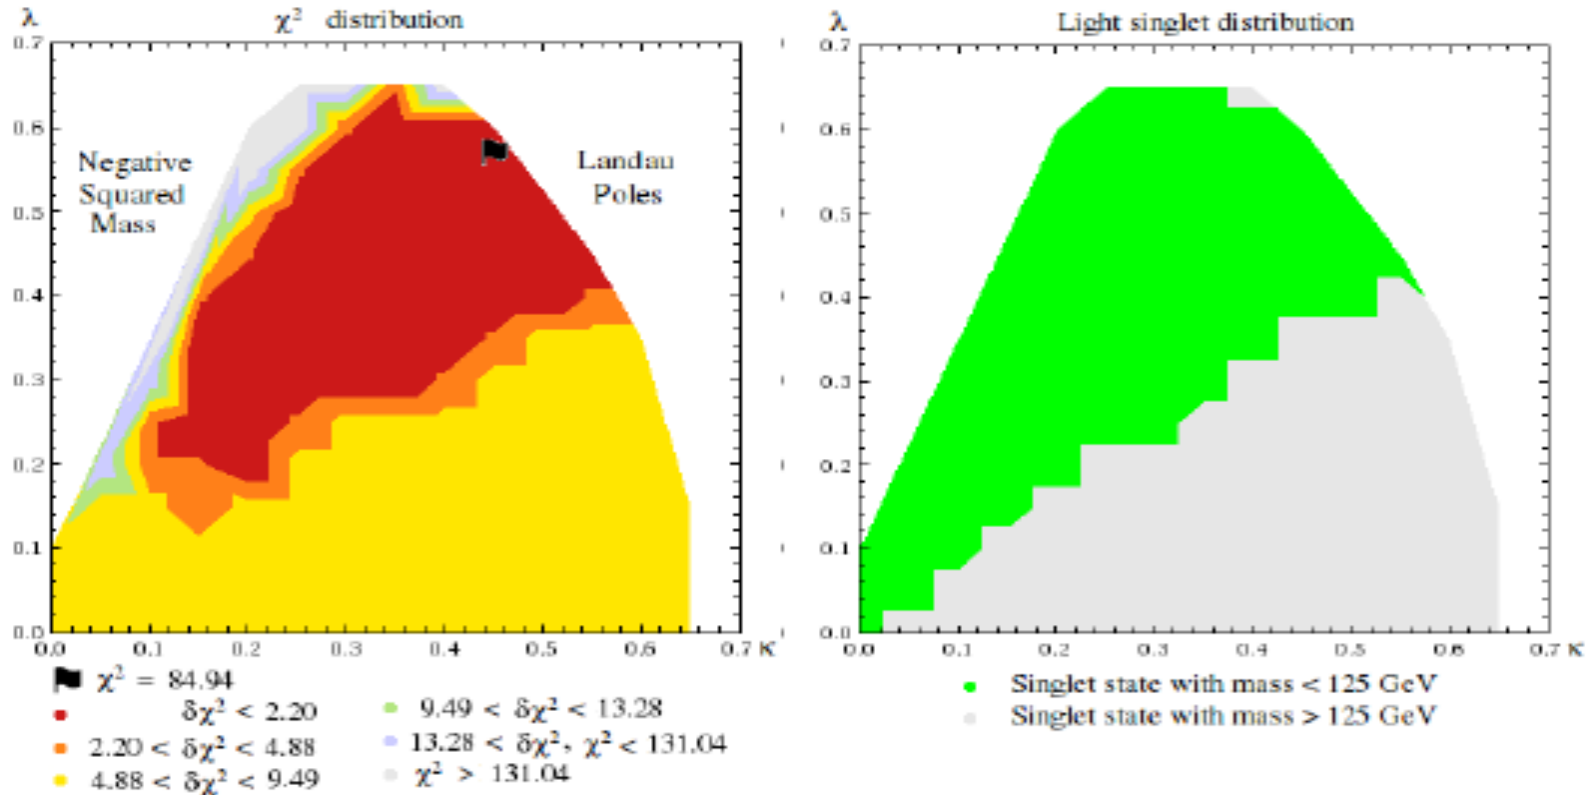 λ χ² distribution
0.7
0.6
0.5
0.4
0.3
0.2
0.1
0.0
Negative
Squared
Mass
Landau
Poles
0.0 0.1 0.2 0.3 0.4 0.5 0.6 0.7 κ
χ² = 84.94
δχ² < 2.20
2.20 < δχ² < 4.88
4.88 < δχ² < 9.49
9.49 < δχ² < 13.28
13.28 < δχ², χ² < 131.04
χ² > 131.04
λ Light singlet distribution
0.7
0.6
0.5
0.4
0.3
0.2
0.1
0.0
0.0 0.1 0.2 0.3 0.4 0.5 0.6 0.7 κ
Singlet state with mass < 125 GeV
Singlet state with mass > 125 GeV